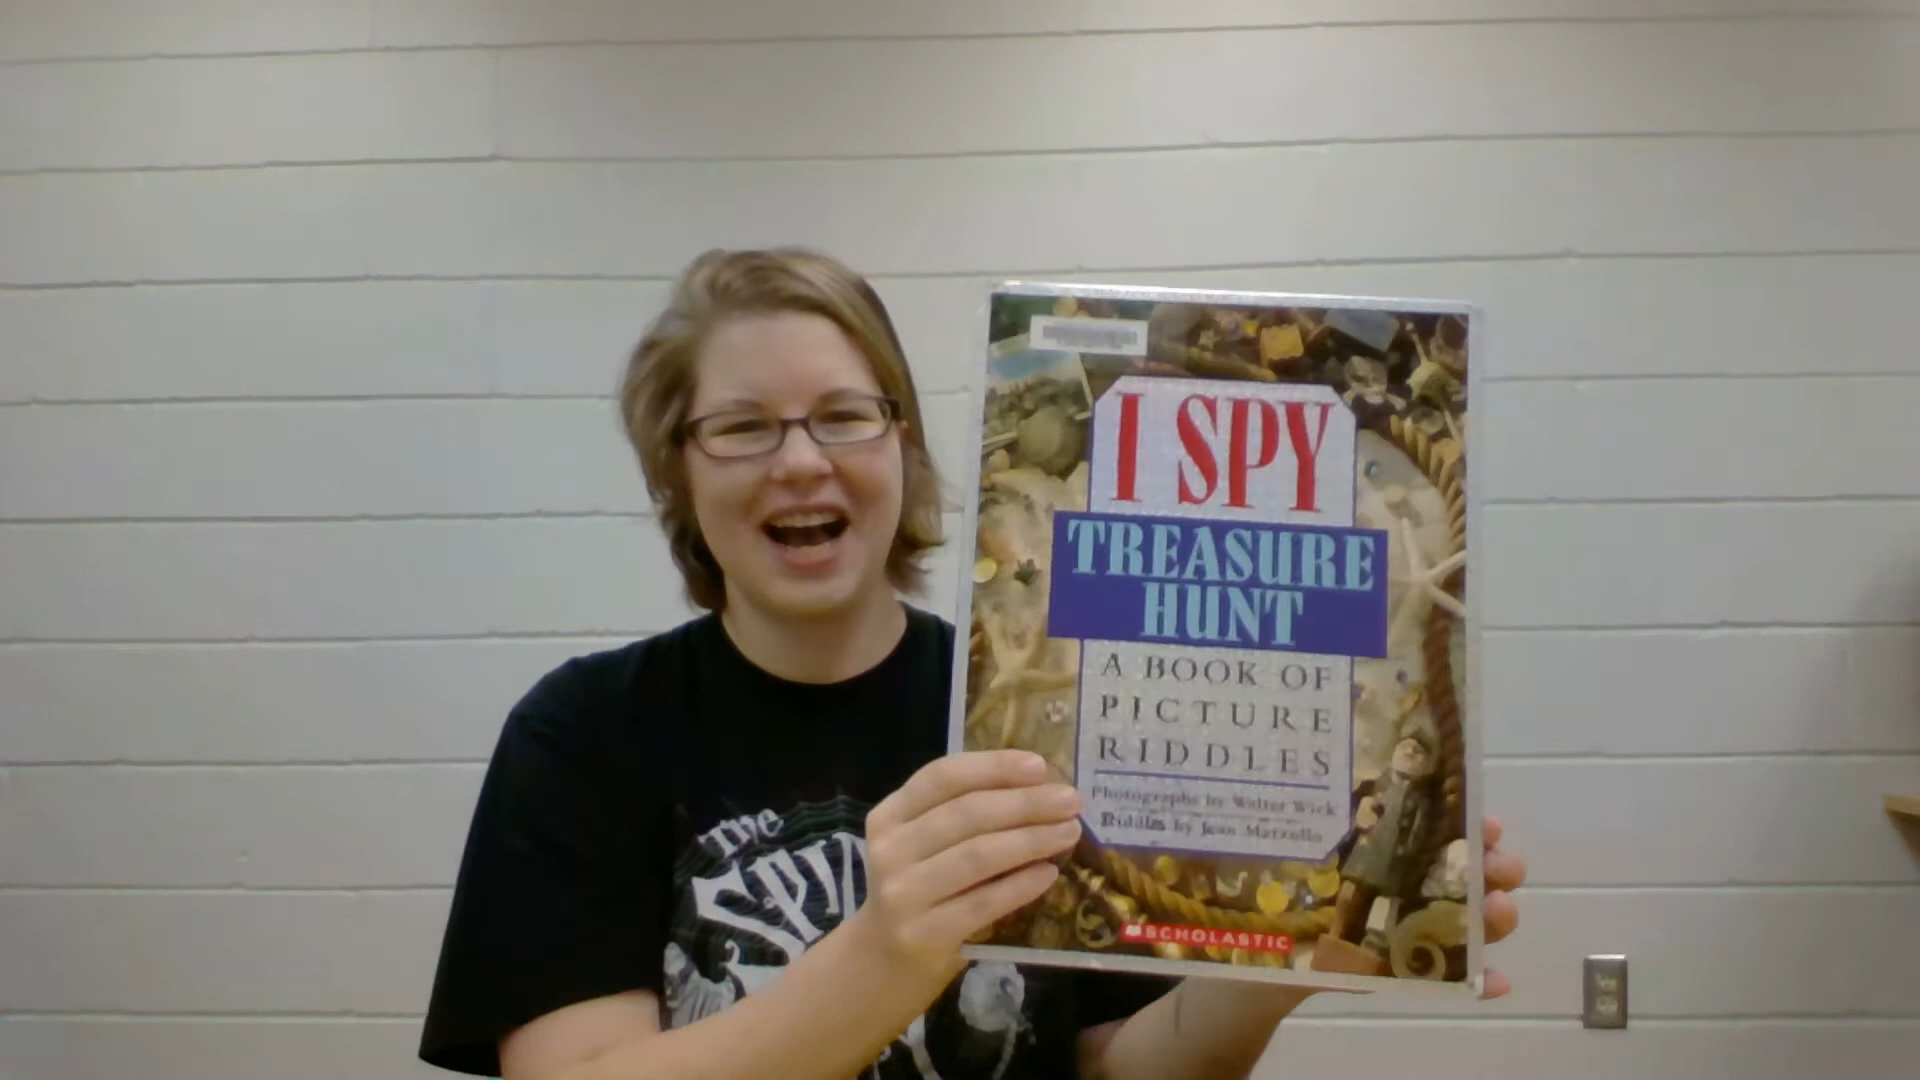 I SPY
TREASURE
HUNT
A BOOK OF
PICTURE
RIDDLES
Photographs by Walter Wick
Riddles by Jean Marzollo
SCHOLASTIC
THE